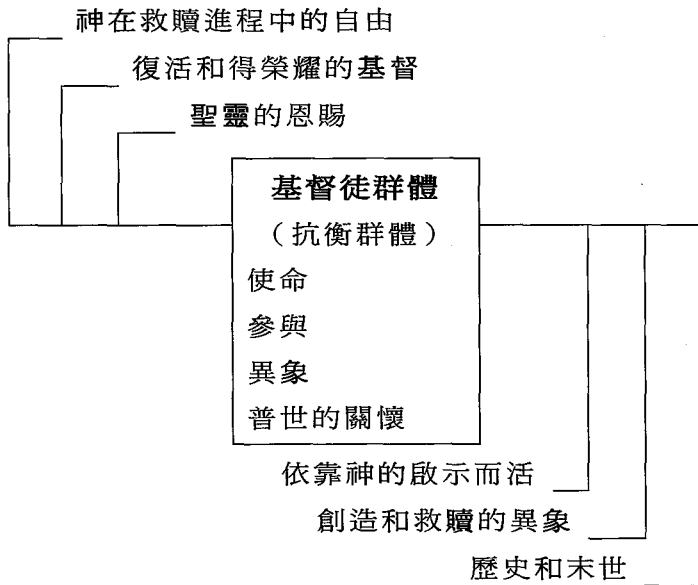 神在救贖進程中的自由
復活和得榮耀的基督
聖靈的恩賜
基督徒群體
（抗衡群體）
使命
參與
異象
普世的關懷
依靠神的啟示而活
創造和救贖的異象
歷史和末世